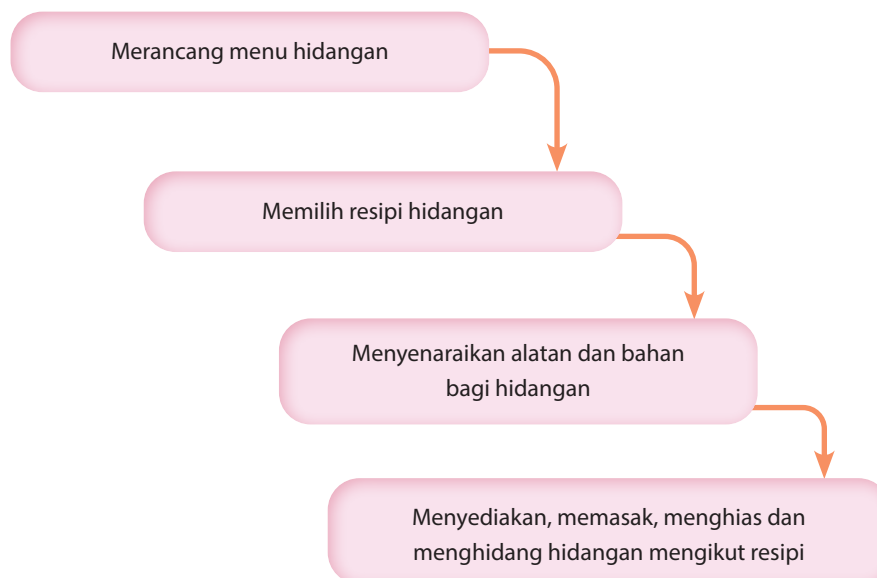 Merancang menu hidangan
Memilih resipi hidangan
Menyenaraikan alatan dan bahan
bagi hidangan
Menyediakan, memasak, menghias dan
menghidang hidangan mengikut resipi